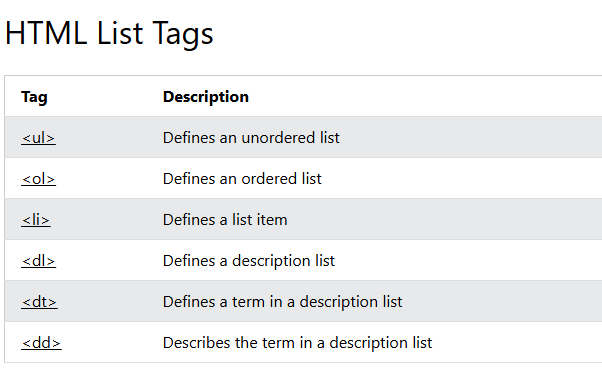 HTML List Tags
Tag Description
<ul> Defines an unordered list
<ol> Defines an ordered list
<li> Defines a list item
<dl> Defines a description list
<dt> Defines a term in a description list
<dd> Describes the term in a description list